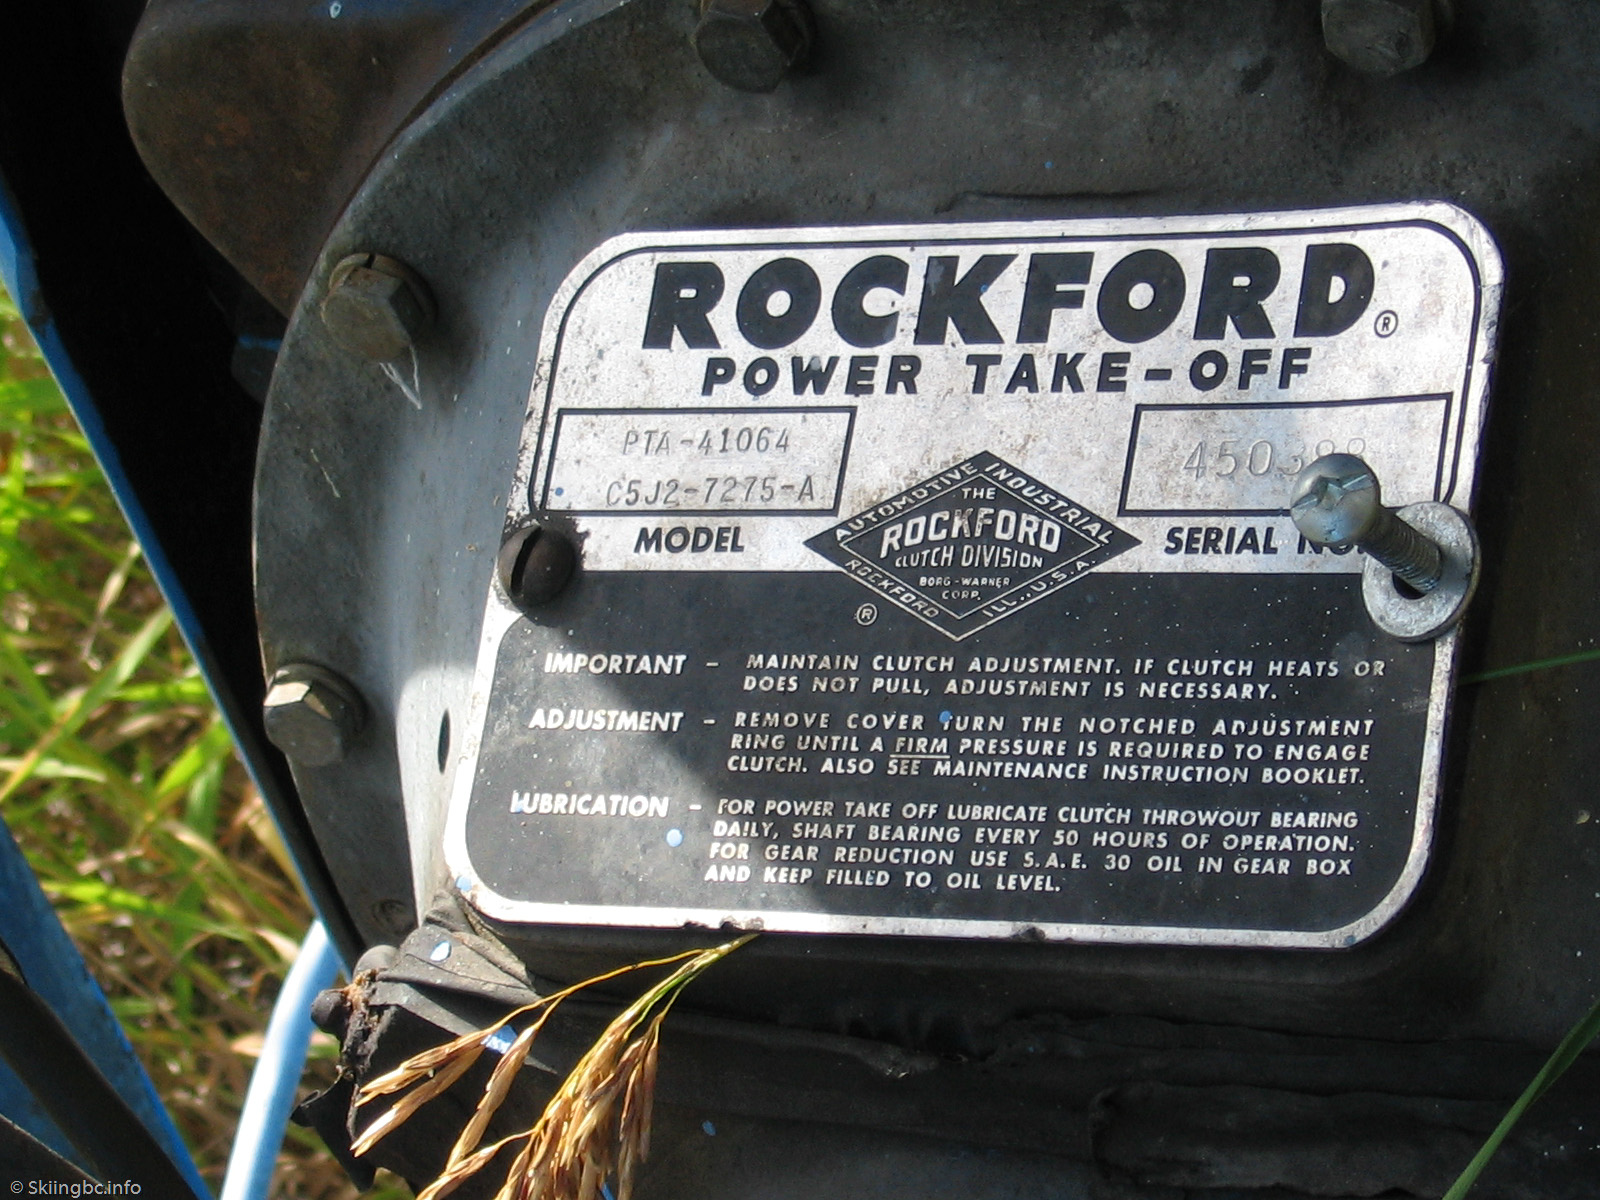 ROCKFORD®
POWER TAKE-OFF
PTA-41064
C5J2-7275-A
MODEL
SERIAL
AUTOMOTIVE INDUSTRIAL
THE
ROCKFORD
CLUTCH DIVISION
BORG-WARNER
CORP.
ROCKFORD ILL., U.S.A.
®
IMPORTANT - MAINTAIN CLUTCH ADJUSTMENT. IF CLUTCH HEATS OR
DOES NOT PULL, ADJUSTMENT IS NECESSARY.
ADJUSTMENT - REMOVE COVER TURN THE NOTCHED ADJUSTMENT
RING UNTIL A FIRM PRESSURE IS REQUIRED TO ENGAGE
CLUTCH. ALSO SEE MAINTENANCE INSTRUCTION BOOKLET.
LUBRICATION - FOR POWER TAKE OFF LUBRICATE CLUTCH THROWOUT BEARING
DAILY, SHAFT BEARING EVERY 50 HOURS OF OPERATION.
FOR GEAR REDUCTION USE S.A.E. 30 OIL IN GEAR BOX
AND KEEP FILLED TO OIL LEVEL.
© Skiingbc.info